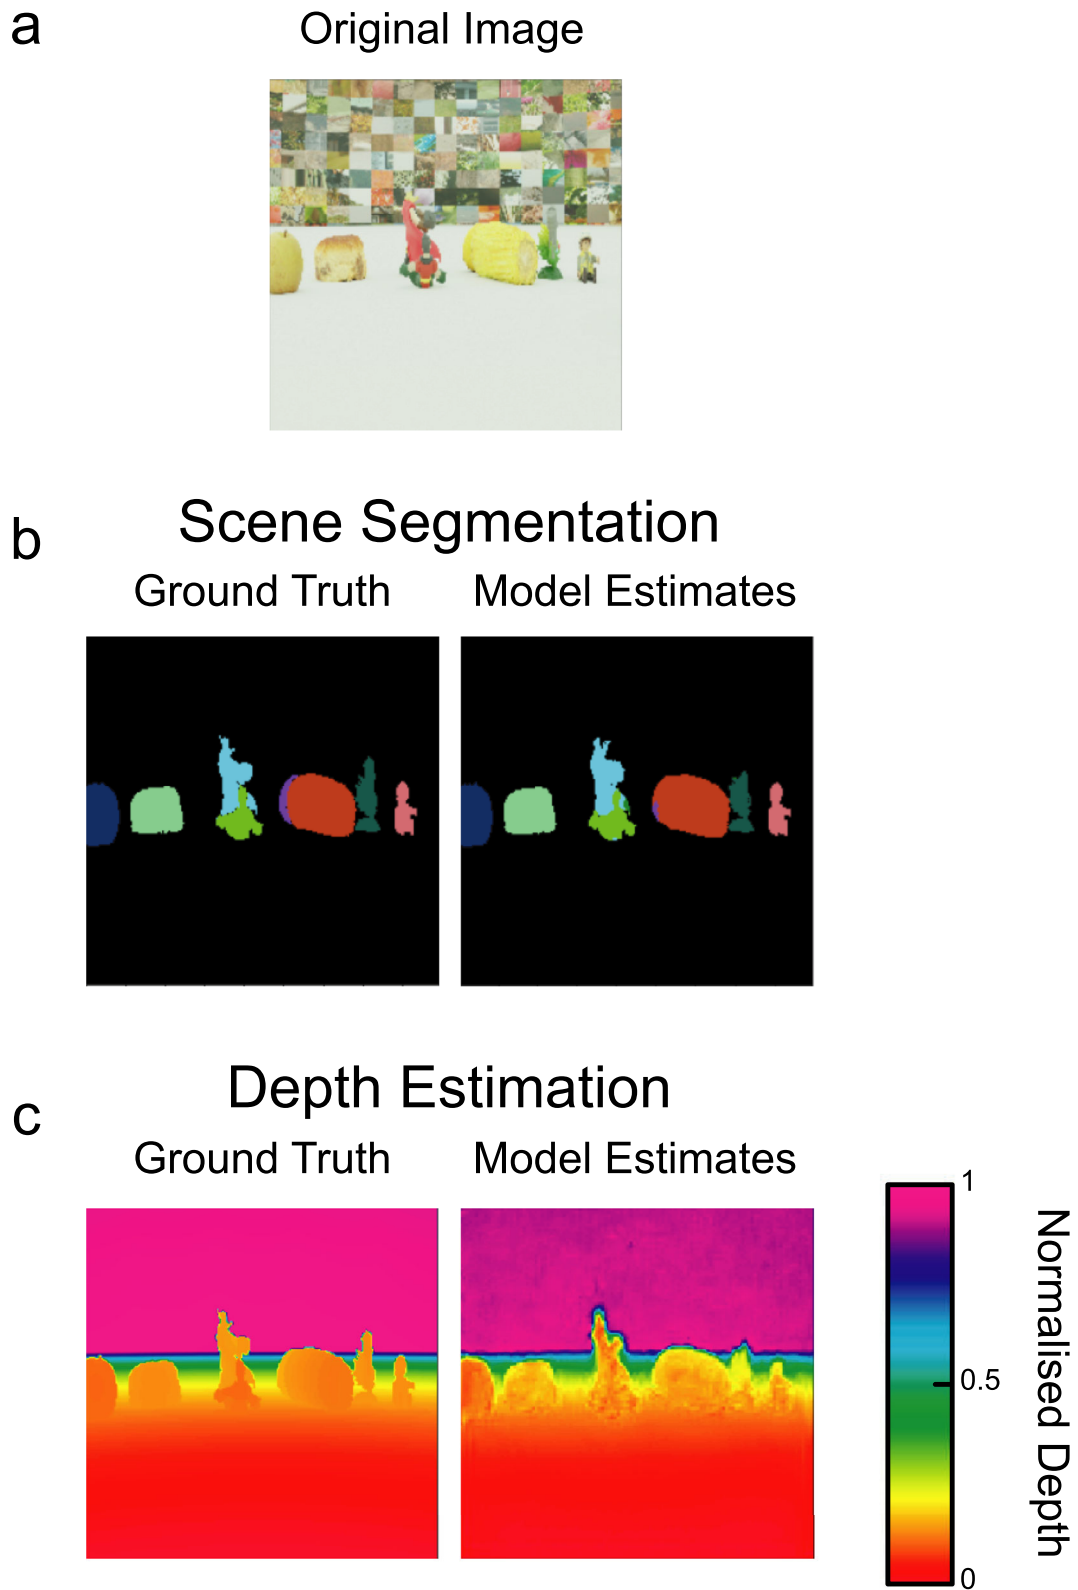 a
Original Image
b
Scene Segmentation
Ground Truth
Model Estimates
c
Depth Estimation
Ground Truth
Model Estimates
1
0.5
0
Normalised Depth